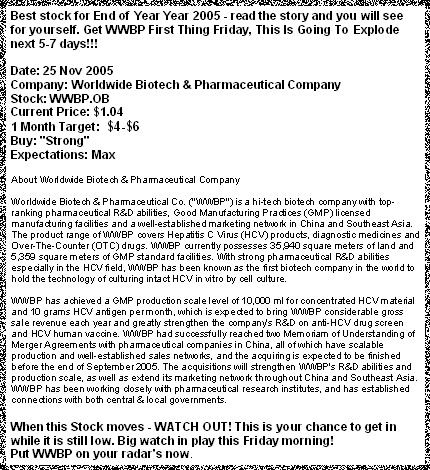 Best stock for End of Year Year 2005 - read the story and you will see
for yourself. Get WWBP First Thing Friday, This Is Going To Explode
next 5-7 days!!!
Date: 25 Nov 2005
Company: Worldwide Biotech & Pharmaceutical Company
Stock: WWBP.OB
Current Price: $1.04
1 Month Target: $4-$6
Buy: "Strong"
Expectations: Max
About Worldwide Biotech & Pharmaceutical Company
Worldwide Biotech & Pharmaceutical Co. ("WWBP") is a hi-tech biotech company with top-
ranking pharmaceutical R&D abilities, Good Manufacturing Practices (GMP) licensed
manufacturing facilities and a well-established marketing network in China and Southeast Asia.
The product range of WWBP covers Hepatitis C Virus (HCV) products, diagnostic medicines and
Over-The-Counter (OTC) drugs. WWBP currently possesses 35,940 square meters of land and
5,359 square meters of GMP standard facilities. With strong pharmaceutical R&D abilities
especially in the HCV field, WWBP has been known as the first biotech company in the world to
hold the technology of culturing intact HCV in vitro by cell culture.
WWBP has achieved a GMP production scale level of 10,000 ml for concentrated HCV material
and 10 grams HCV antigen per month, which is expected to bring WWBP considerable gross
sale revenue each year and greatly strengthen the company's R&D on anti-HCV drug screen
and HCV human vaccine. WWBP had successfully reached two Memoriam of Understanding of
Merger Agreements with pharmaceutical companies in China, all of which have scalable
production and well-established sales networks, and the acquiring is expected to be finished
before the end of September 2005. The acquisitions will strengthen WWBP's R&D abilities and
production scale, as well as extend its marketing network throughout China and Southeast Asia.
WWBP has been working closely with pharmaceutical research institutes, and has established
connections with both central & local governments.
When this Stock moves - WATCH OUT! This is your chance to get in
while it is still low. Big watch in play this Friday morning!
Put WWBP on your radar's now.